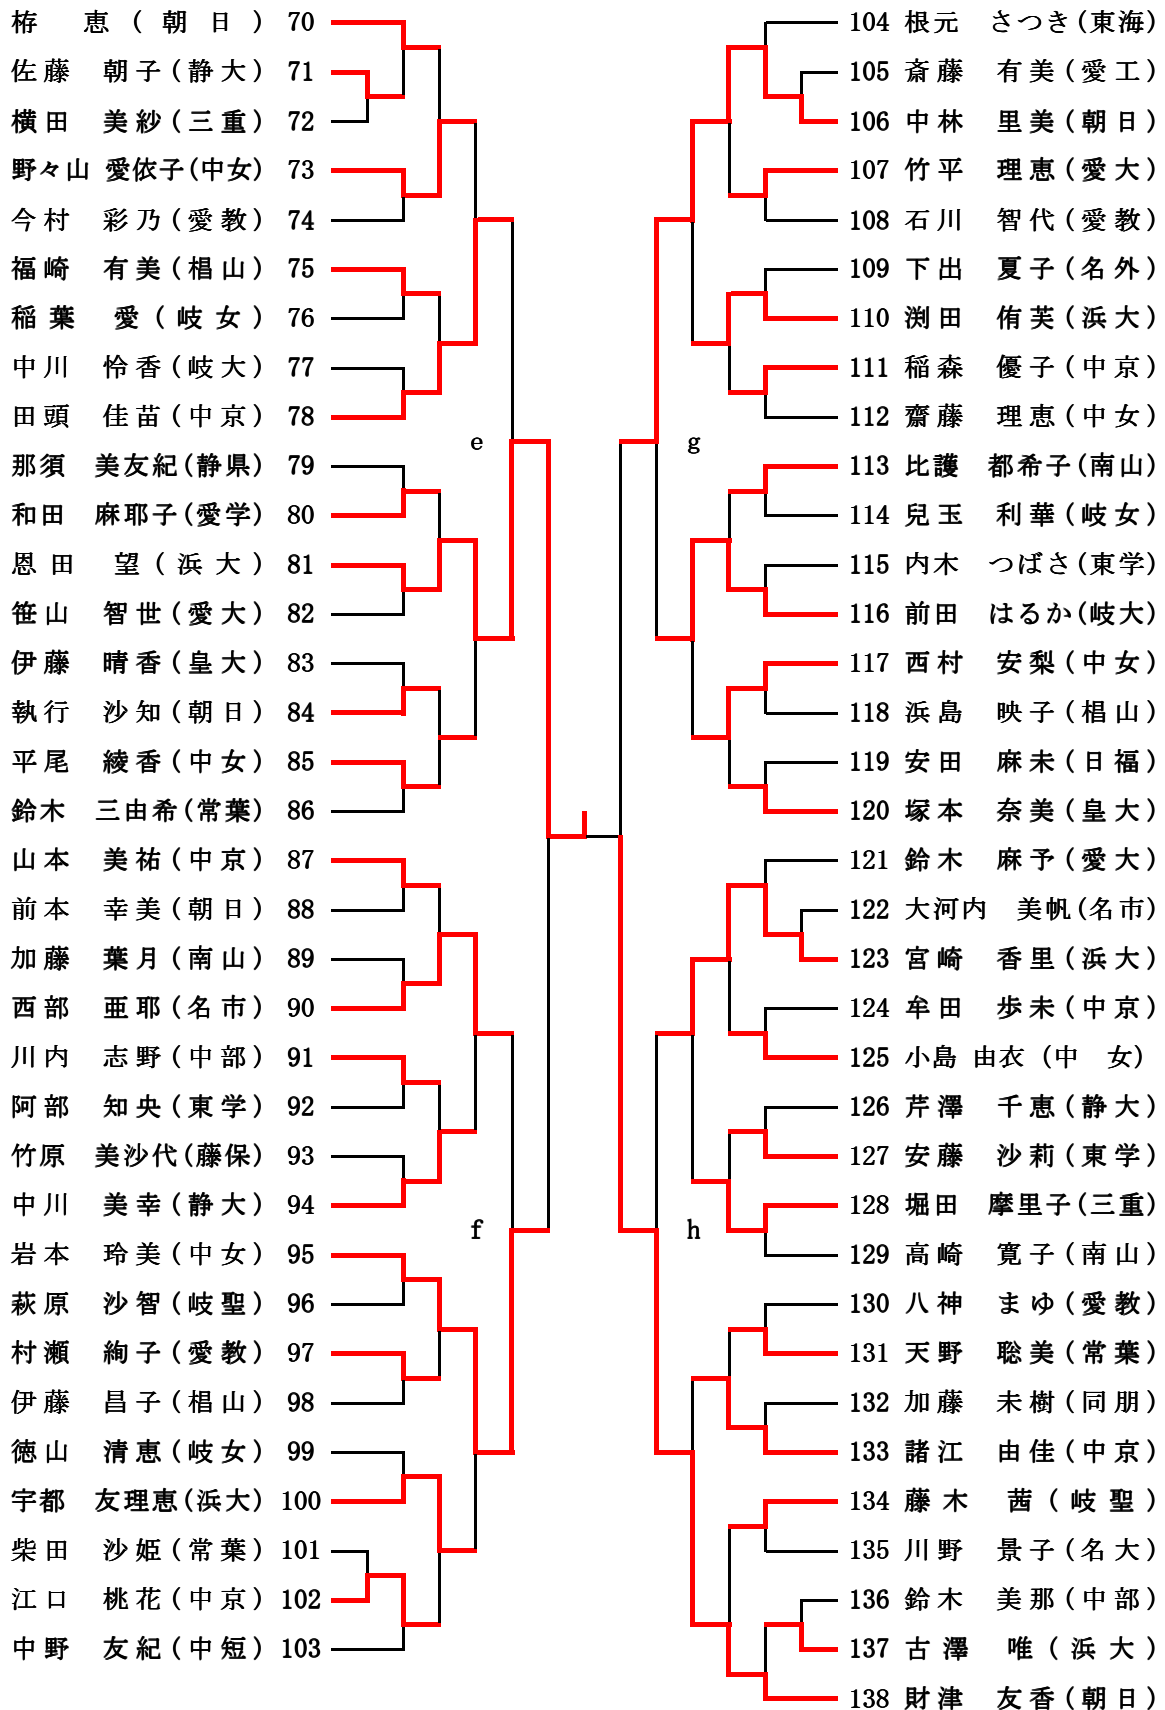 栫　恵(朝日) 70
佐藤　朝子(静大) 71
横田　美紗(三重) 72
野々山 愛依子(中女) 73
今村　彩乃(愛教) 74
福崎　有美(椙山) 75
稲葉　愛(岐女) 76
中川　怜香(岐大) 77
田頭　佳苗(中京) 78
e
那須　美友紀(静県) 79
和田　麻耶子(愛学) 80
恩田　望(浜大) 81
笹山　智世(愛大) 82
伊藤　晴香(皇大) 83
執行　沙知(朝日) 84
平尾　綾香(中女) 85
鈴木　三由希(常葉) 86
山本　美祐(中京) 87
前本　幸美(朝日) 88
加藤　葉月(南山) 89
西部　亜耶(名市) 90
川内　志野(中部) 91
阿部　知央(東学) 92
竹原　美沙代(藤保) 93
中川　美幸(静大) 94
f
岩本　玲美(中女) 95
萩原　沙智(岐聖) 96
村瀬　絢子(愛教) 97
伊藤　昌子(椙山) 98
徳山　清恵(岐女) 99
宇都　友理恵(浜大) 100
柴田　沙姫(常葉) 101
江口　桃花(中京) 102
中野　友紀(中短) 103
104 根元　さつき(東海)
105 斎藤　有美(愛工)
106 中林　里美(朝日)
107 竹平　理恵(愛大)
108 石川　智代(愛教)
109 下出　夏子(名外)
110 渕田　侑芙(浜大)
111 稲森　優子(中京)
112 齋藤　理恵(中女)
g
113 比護　都希子(南山)
114 兒玉　利華(岐女)
115 内木　つばさ(東学)
116 前田　はるか(岐大)
117 西村　安梨(中女)
118 浜島　映子(椙山)
119 安田　麻未(日福)
120 塚本　奈美(皇大)
121 鈴木　麻予(愛大)
122 大河内　美帆(名市)
123 宮崎　香里(浜大)
124 牟田　歩未(中京)
125 小島 由衣 (中　女)
126 芹澤　千恵(静大)
127 安藤　沙莉(東学)
128 堀田　摩里子(三重)
h
129 高崎　寛子(南山)
130 八神　まゆ(愛教)
131 天野　聡美(常葉)
132 加藤　未樹(同朋)
133 諸江　由佳(中京)
134 藤木　茜(岐聖)
135 川野　景子(名大)
136 鈴木　美那(中部)
137 古澤　唯(浜大)
138 財津　友香(朝日)